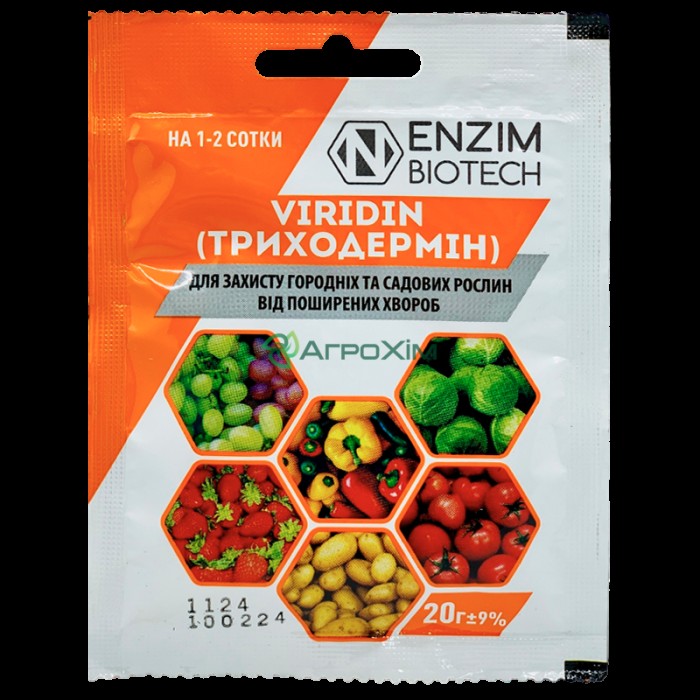 НА 1-2 СОТКИ
ENZIM
BIOTECH
VIRIDIN
(ТРИХОДЕРМІН)
ДЛЯ ЗАХИСТУ ГОРОДНІХ ТА САДОВИХ РОСЛИН
ВІД ПОШИРЕНИХ ХВОРОБ
АгроХім
1124
100224
20г±9%